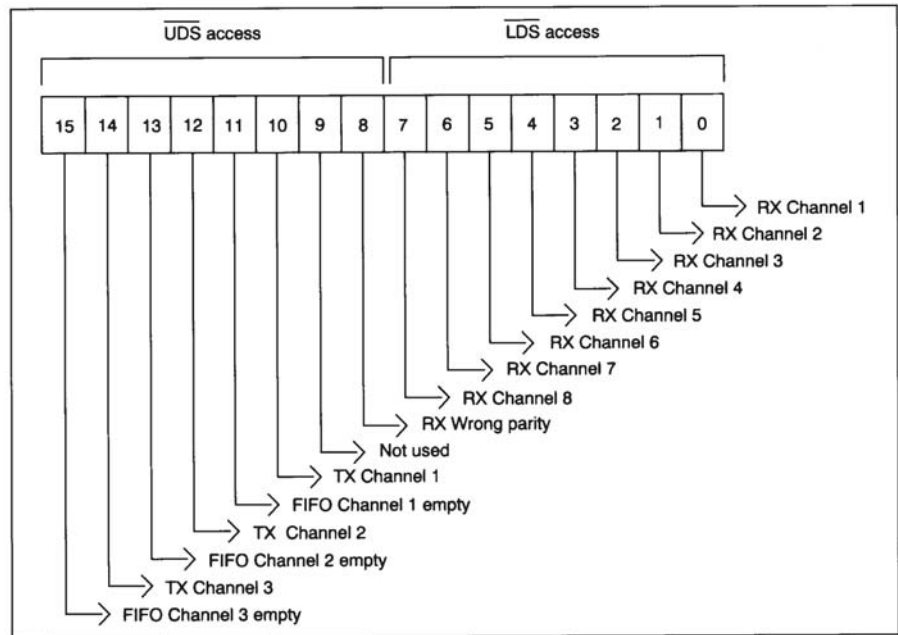 UDS access LDS access
15 14 13 12 11 10 9 8 7 6 5 4 3 2 1 0
RX Channel 1
RX Channel 2
RX Channel 3
RX Channel 4
RX Channel 5
RX Channel 6
RX Channel 7
RX Channel 8
RX Wrong parity
Not used
TX Channel 1
FIFO Channel 1 empty
TX Channel 2
FIFO Channel 2 empty
TX Channel 3
FIFO Channel 3 empty